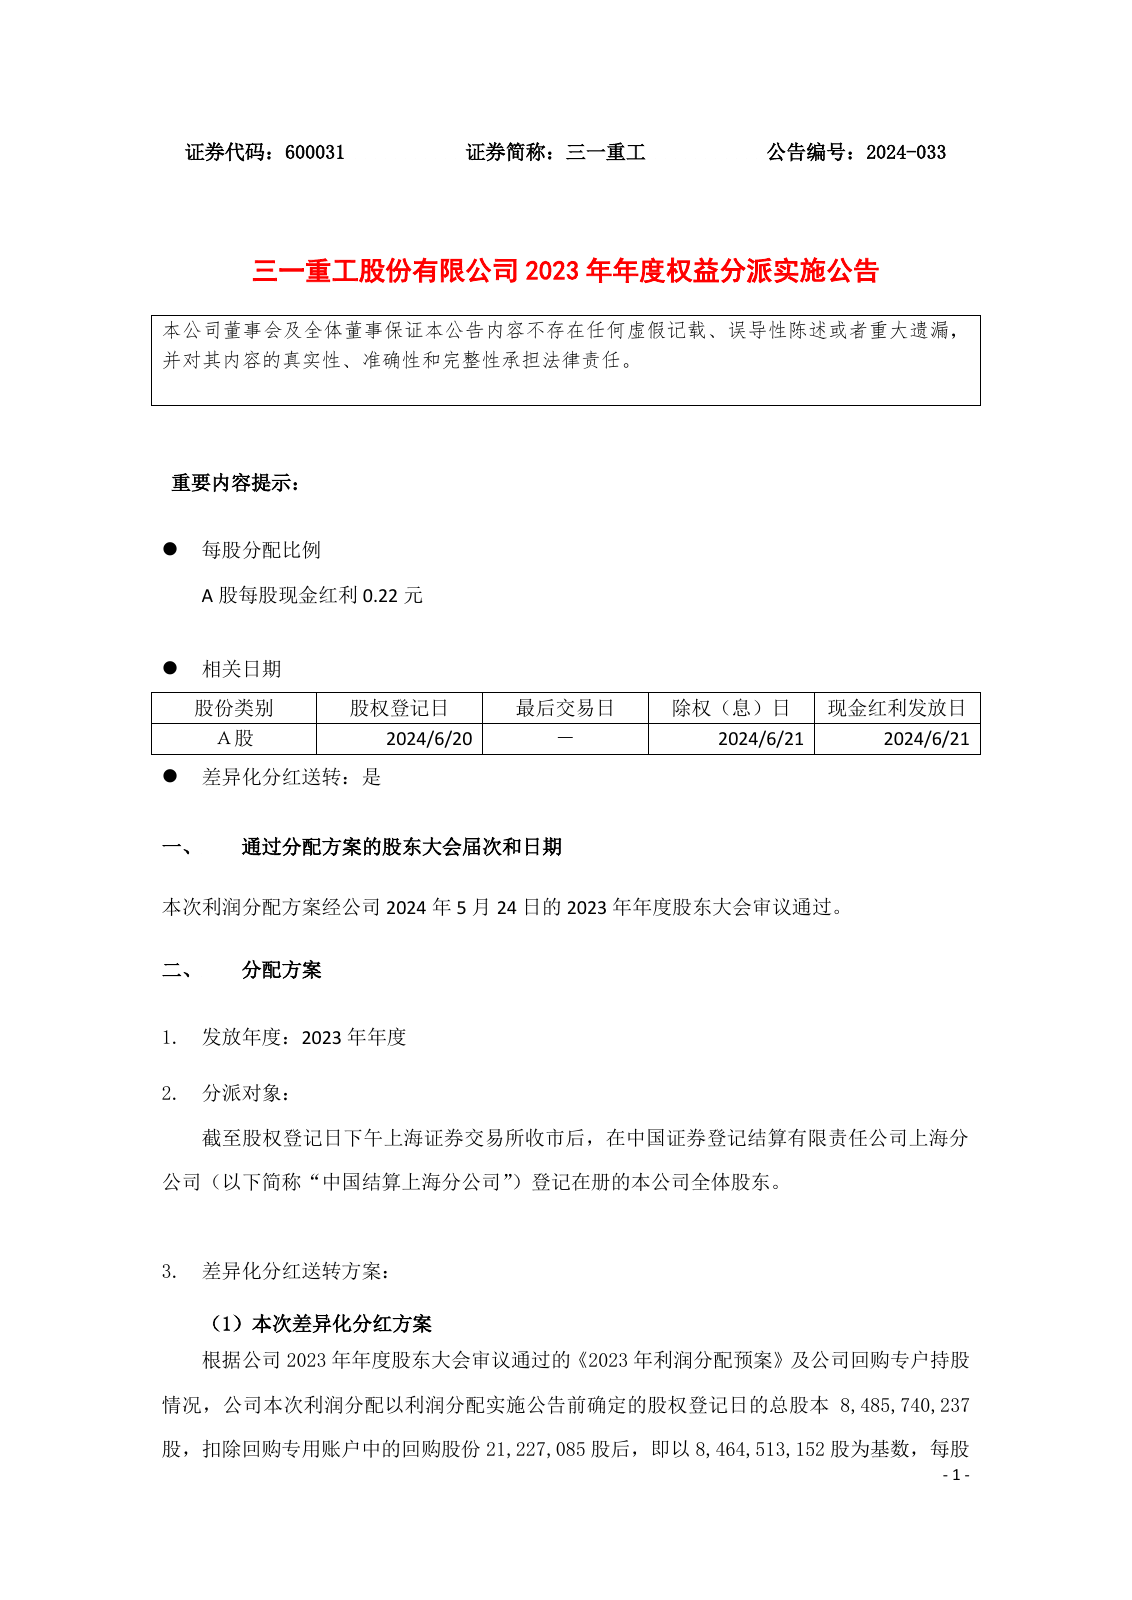 证券代码：600031 证券简称：三一重工 公告编号：2024-033
三一重工股份有限公司 2023 年年度权益分派实施公告
本公司董事会及全体董事保证本公告内容不存在任何虚假记载、误导性陈述或者重大遗漏，
并对其内容的真实性、准确性和完整性承担法律责任。
重要内容提示：
● 每股分配比例
A 股每股现金红利 0.22 元
● 相关日期
股份类别 股权登记日 最后交易日 除权（息）日 现金红利发放日
Ａ股 2024/6/20 － 2024/6/21 2024/6/21
● 差异化分红送转：是
一、 通过分配方案的股东大会届次和日期
本次利润分配方案经公司 2024 年 5 月 24 日的 2023 年年度股东大会审议通过。
二、 分配方案
1. 发放年度：2023 年年度
2. 分派对象：
截至股权登记日下午上海证券交易所收市后，在中国证券登记结算有限责任公司上海分
公司（以下简称“中国结算上海分公司”）登记在册的本公司全体股东。
3. 差异化分红送转方案：
（1）本次差异化分红方案
根据公司 2023 年年度股东大会审议通过的《2023 年利润分配预案》及公司回购专户持股
情况，公司本次利润分配以利润分配实施公告前确定的股权登记日的总股本 8,485,740,237
股，扣除回购专用账户中的回购股份 21,227,085 股后，即以 8,464,513,152 股为基数，每股
- 1 -